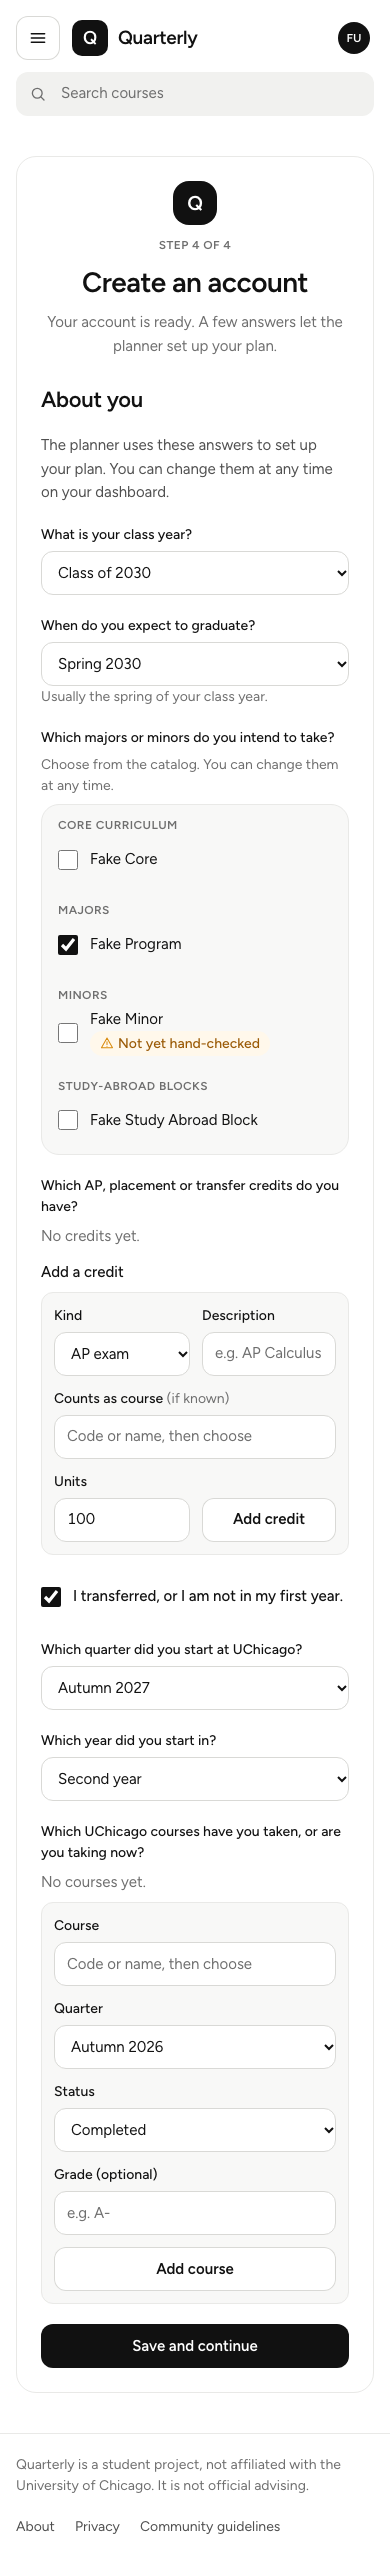 Q Quarterly FU
Search courses
Q
STEP 4 OF 4
Create an account
Your account is ready. A few answers let the
planner set up your plan.
About you
The planner uses these answers to set up
your plan. You can change them at any time
on your dashboard.
What is your class year?
Class of 2030
When do you expect to graduate?
Spring 2030
Usually the spring of your class year.
Which majors or minors do you intend to take?
Choose from the catalog. You can change them
at any time.
CORE CURRICULUM
Fake Core
MAJORS
Fake Program
MINORS
Fake Minor
Not yet hand-checked
STUDY-ABROAD BLOCKS
Fake Study Abroad Block
Which AP, placement or transfer credits do you
have?
No credits yet.
Add a credit
Kind Description
AP exam e.g. AP Calculus
Counts as course (if known)
Code or name, then choose
Units
100 Add credit
I transferred, or I am not in my first year.
Which quarter did you start at UChicago?
Autumn 2027
Which year did you start in?
Second year
Which UChicago courses have you taken, or are
you taking now?
No courses yet.
Course
Code or name, then choose
Quarter
Autumn 2026
Status
Completed
Grade (optional)
e.g. A-
Add course
Save and continue
Quarterly is a student project, not affiliated with the
University of Chicago. It is not official advising.
About Privacy Community guidelines